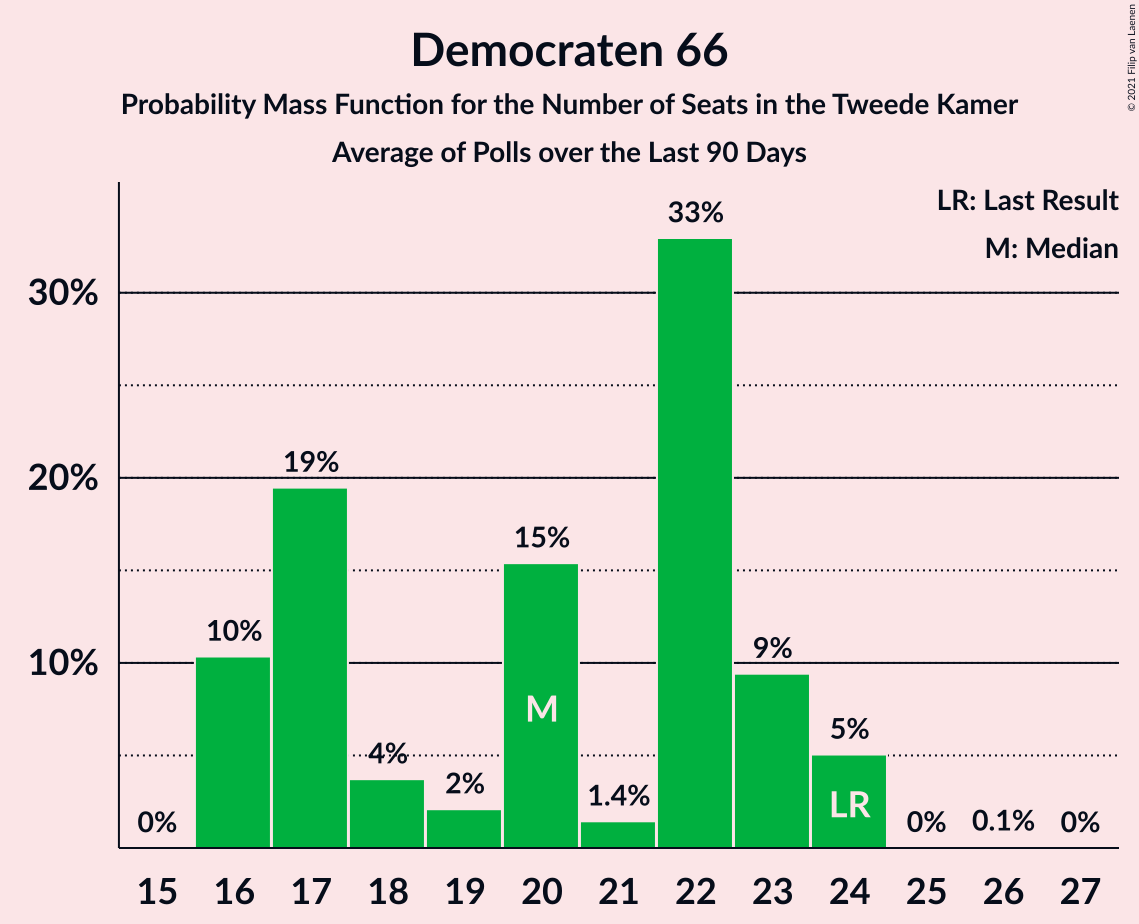 Democraten 66
Probability Mass Function for the Number of Seats in the Tweede Kamer
Average of Polls over the Last 90 Days
© 2021 Filip van Laenen
LR: Last Result
M: Median
30%
20%
10%
0%
10%
19%
4%
2%
15%
1.4%
33%
9%
5%
0%
0.1%
0%
M
LR
15 16 17 18 19 20 21 22 23 24 25 26 27